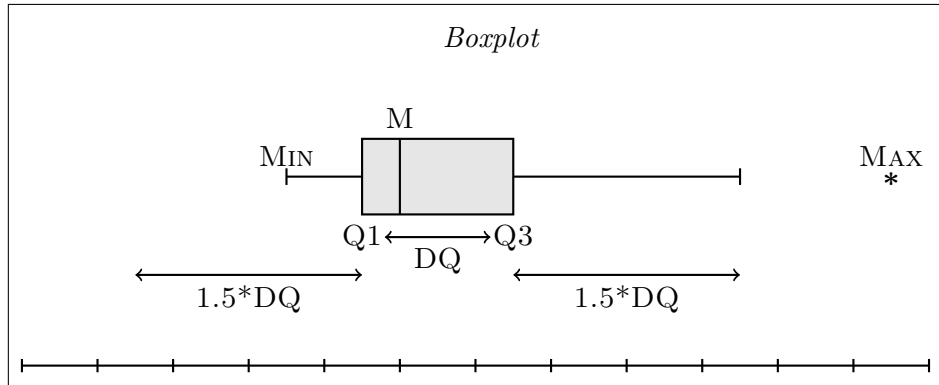 Boxplot
M
MIN
MAX
*
Q1
Q3
DQ
1.5*DQ
1.5*DQ